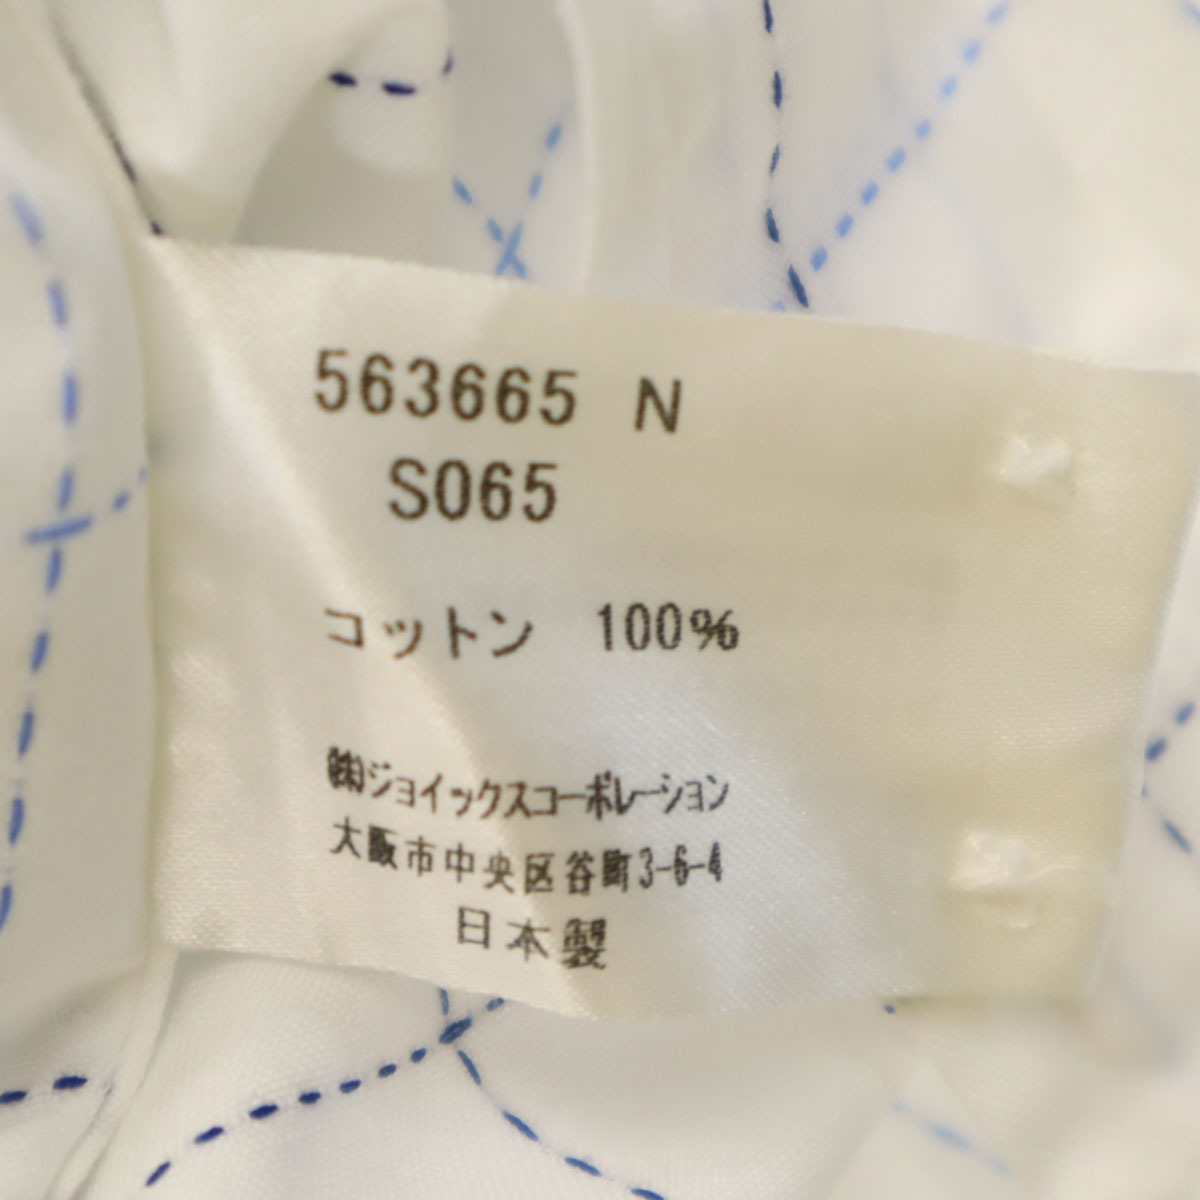 563665 N
S065
コットン 100%
㈱ジョイックスコーポレーション
大阪市中央区谷町3-6-4
日本製